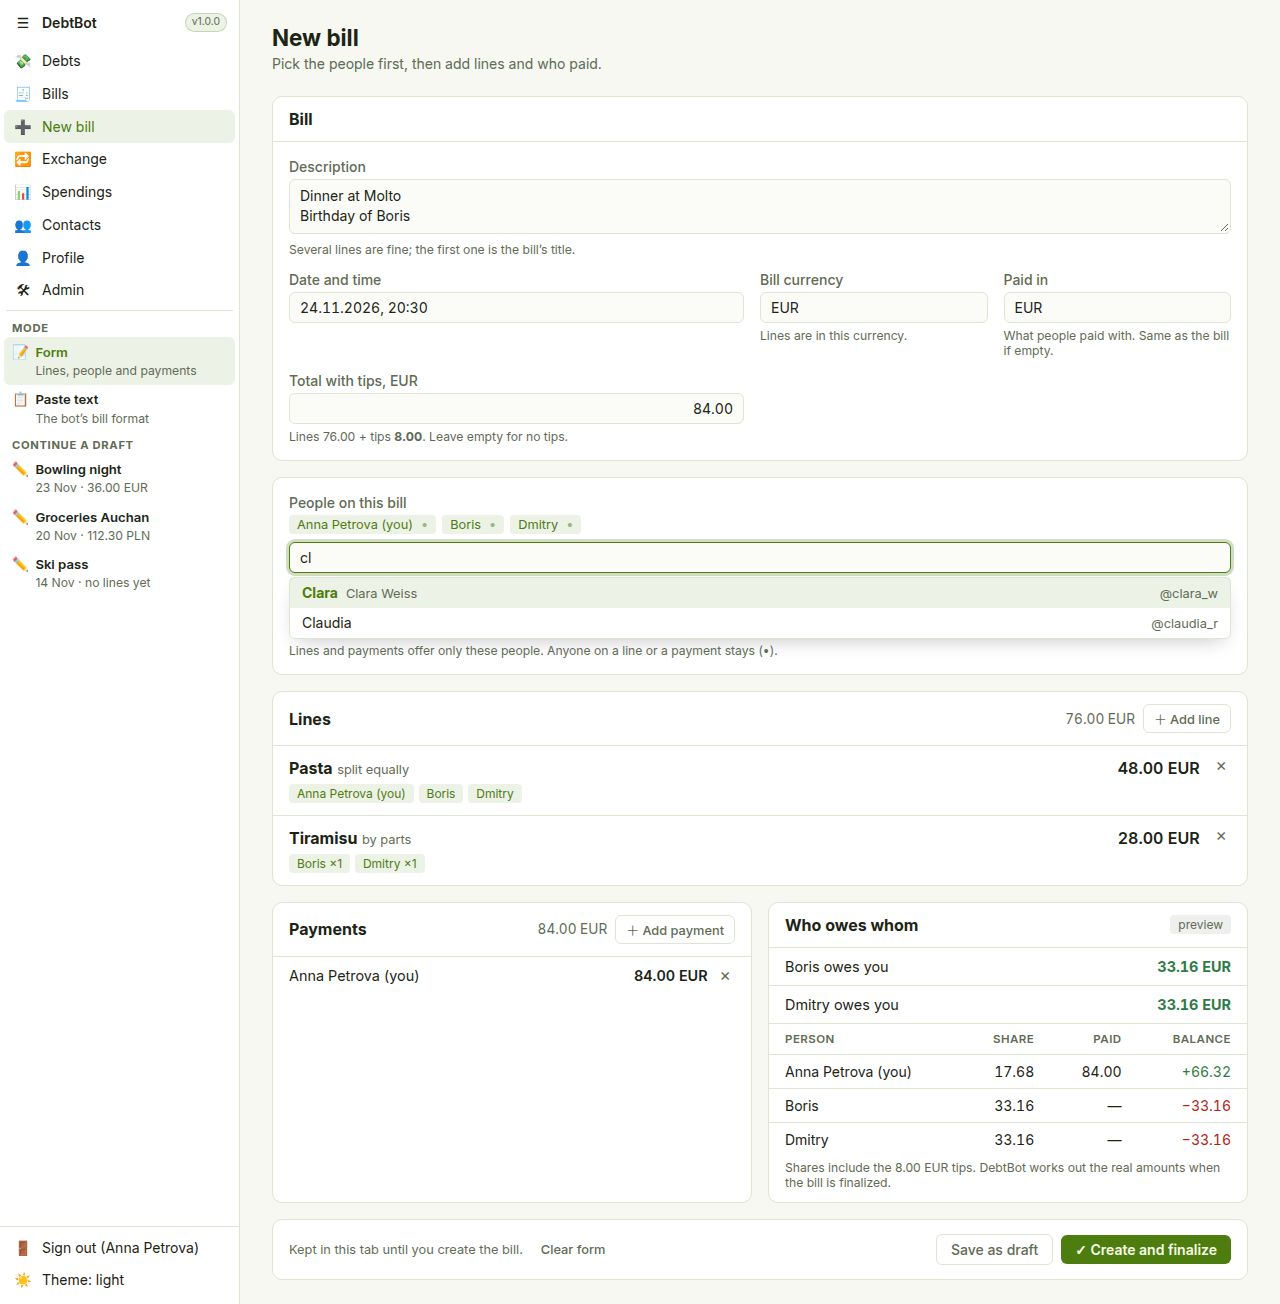 ☰ DebtBot v1.0.0
Debts
Bills
New bill
Exchange
Spendings
Contacts
Profile
Admin
MODE
Form
Lines, people and payments
Paste text
The bot's bill format
CONTINUE A DRAFT
Bowling night
23 Nov · 36.00 EUR
Groceries Auchan
20 Nov · 112.30 PLN
Ski pass
14 Nov · no lines yet
Sign out (Anna Petrova)
Theme: light
New bill
Pick the people first, then add lines and who paid.
Bill
Description
Dinner at Molto
Birthday of Boris
Several lines are fine; the first one is the bill's title.
Date and time
24.11.2026, 20:30
Bill currency
EUR
Lines are in this currency.
Paid in
EUR
What people paid with. Same as the bill
if empty.
Total with tips, EUR
84.00
Lines 76.00 + tips 8.00. Leave empty for no tips.
People on this bill
Anna Petrova (you) • Boris • Dmitry •
cl
Clara Clara Weiss @clara_w
Claudia @claudia_r
Lines and payments offer only these people. Anyone on a line or a payment stays (•).
Lines 76.00 EUR + Add line
Pasta split equally 48.00 EUR ×
Anna Petrova (you) Boris Dmitry
Tiramisu by parts 28.00 EUR ×
Boris ×1 Dmitry ×1
Payments 84.00 EUR + Add payment
Anna Petrova (you) 84.00 EUR ×
Who owes whom preview
Boris owes you 33.16 EUR
Dmitry owes you 33.16 EUR
PERSON SHARE PAID BALANCE
Anna Petrova (you) 17.68 84.00 +66.32
Boris 33.16 — −33.16
Dmitry 33.16 — −33.16
Shares include the 8.00 EUR tips. DebtBot works out the real amounts when
the bill is finalized.
Kept in this tab until you create the bill. Clear form Save as draft ✓ Create and finalize